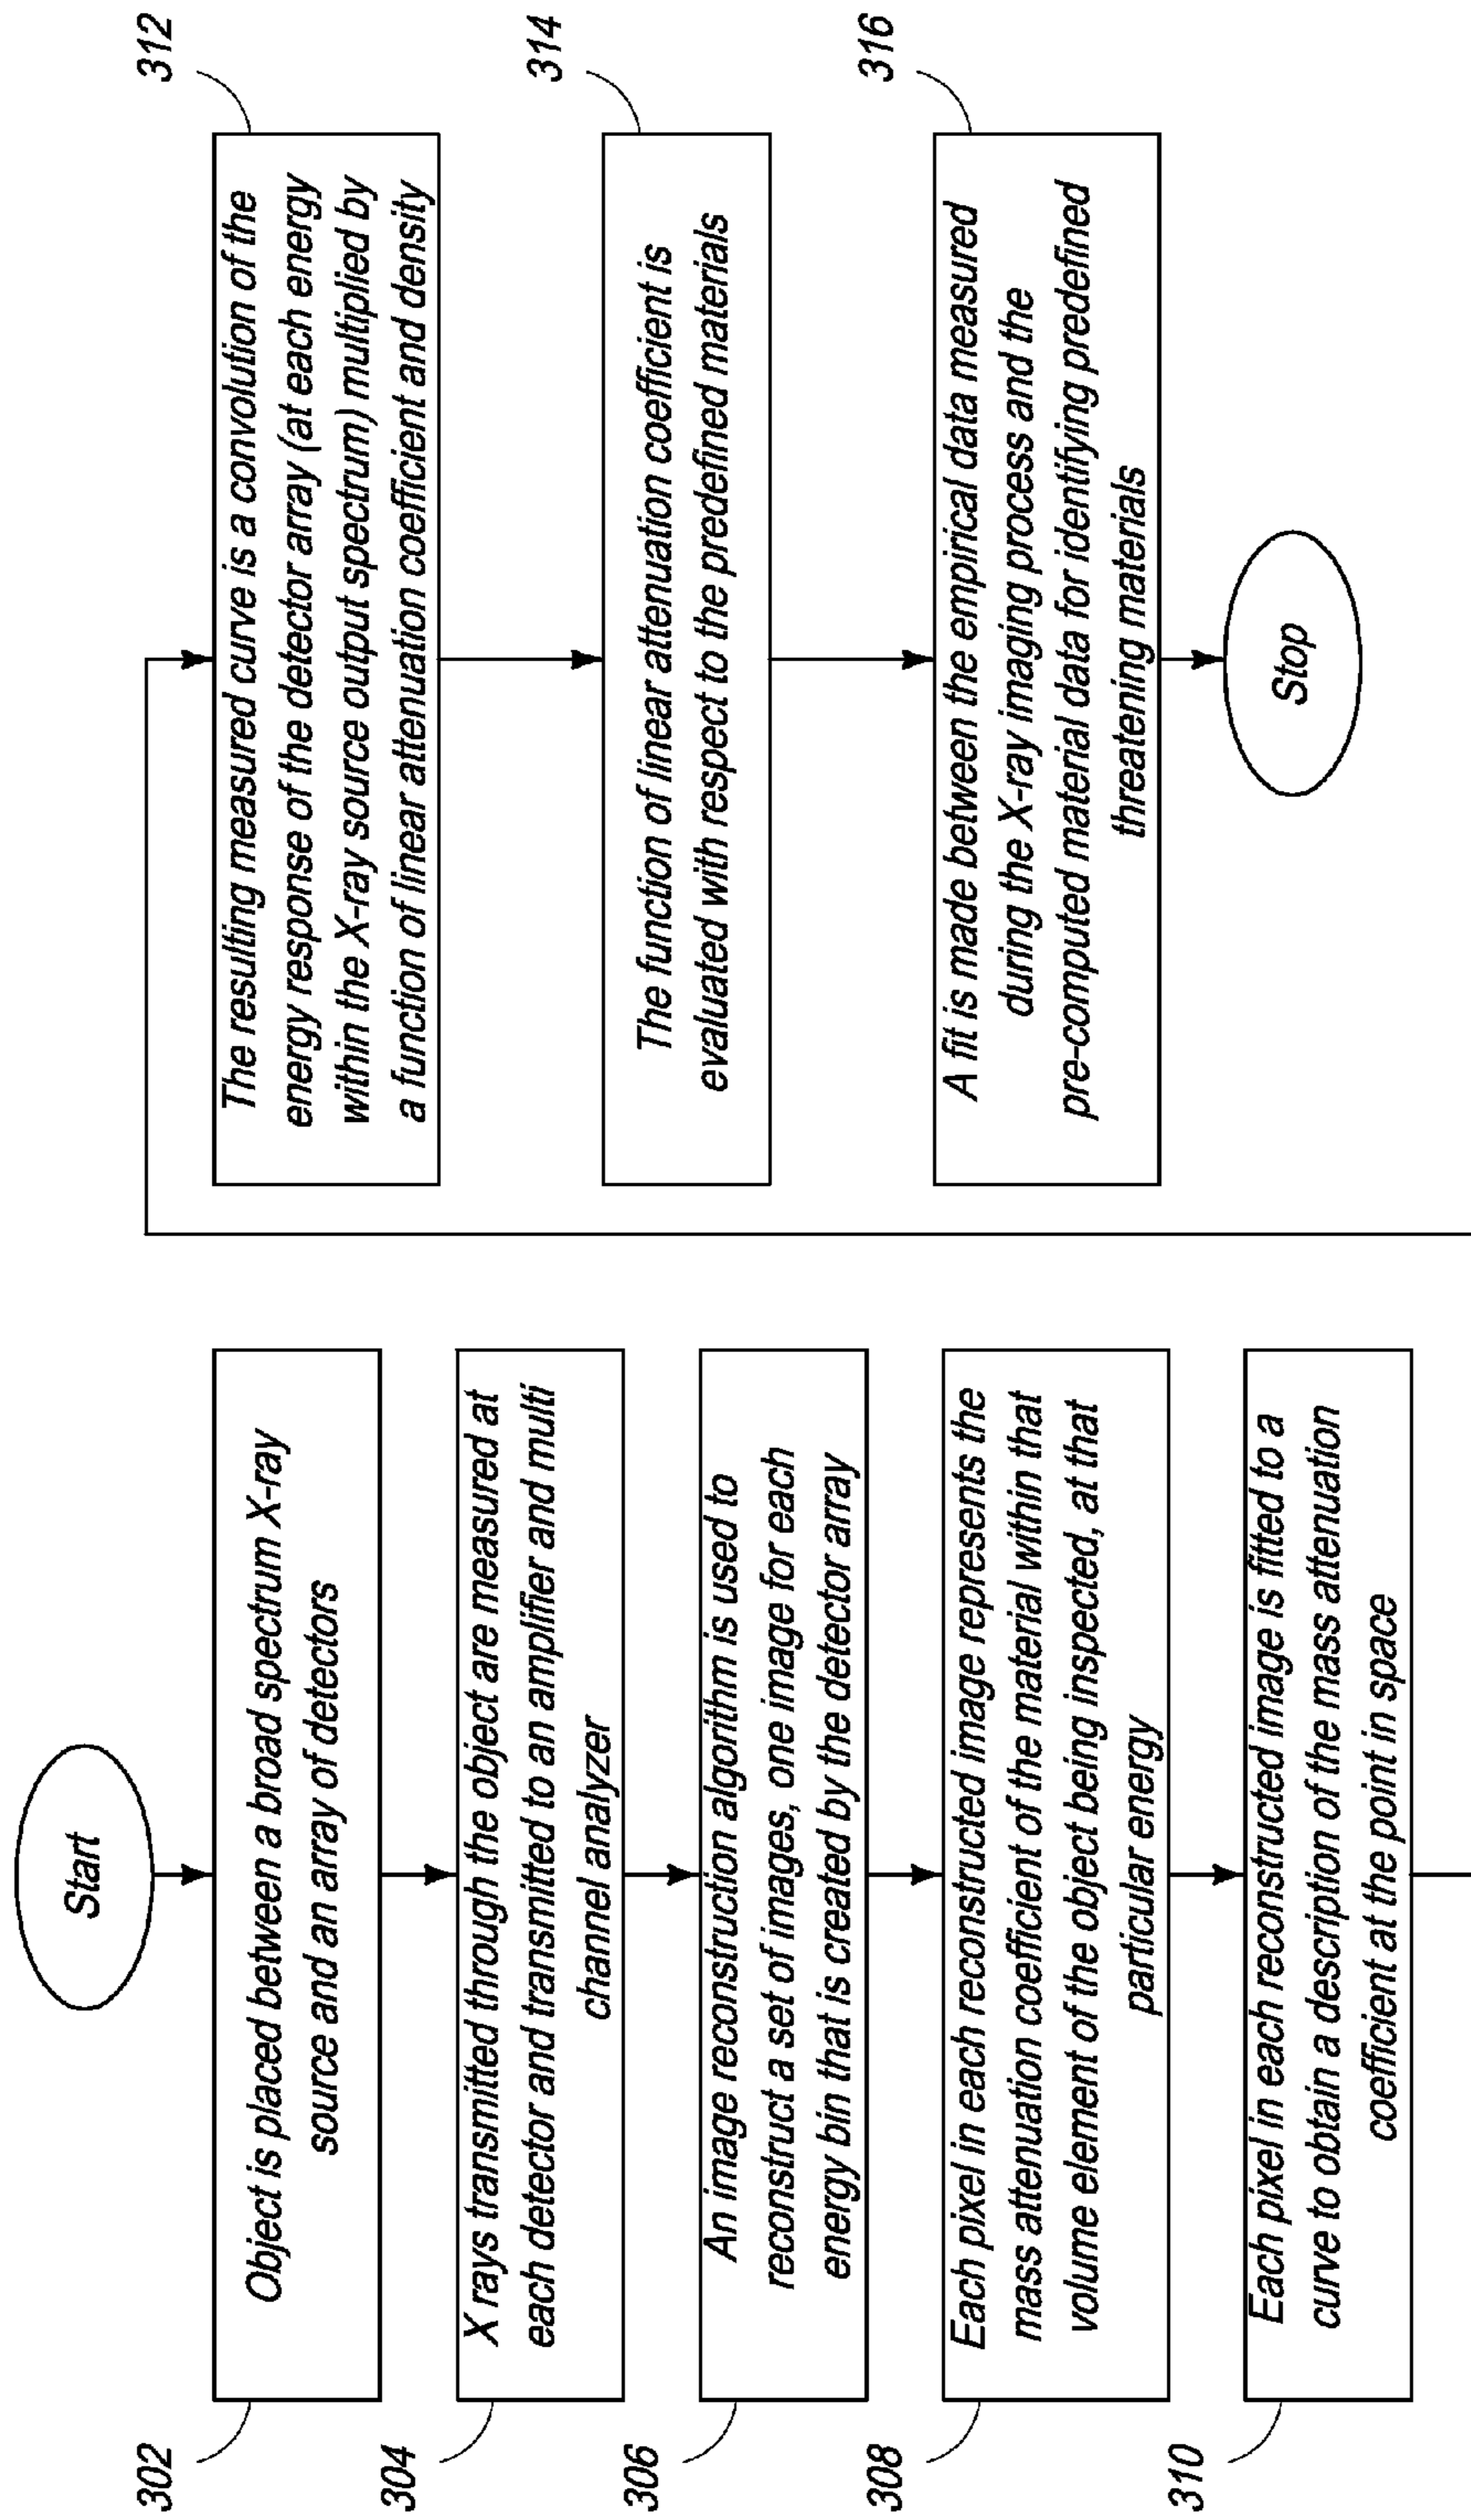 Start
302
Object is placed between a broad spectrum X-ray
source and an array of detectors
304
X rays transmitted through the object are measured at
each detector and transmitted to an amplifier and multi
channel analyzer
306
An image reconstruction algorithm is used to
reconstruct a set of images, one image for each
energy bin that is created by the detector array
308
Each pixel in each reconstructed image represents the
mass attenuation coefficient of the material within that
volume element of the object being inspected, at that
particular energy
310
Each pixel in each reconstructed image is fitted to a
curve to obtain a description of the mass attenuation
coefficient at the point in space
312
The resulting measured curve is a convolution of the
energy response of the detector array (at each energy
within the X-ray source output spectrum) multiplied by
a function of linear attenuation coefficient and density
314
The function of linear attenuation coefficient is
evaluated with respect to the predefined materials
316
A fit is made between the empirical data measured
during the X-ray imaging process and the
pre-computed material data for identifying predefined
threatening materials
Stop